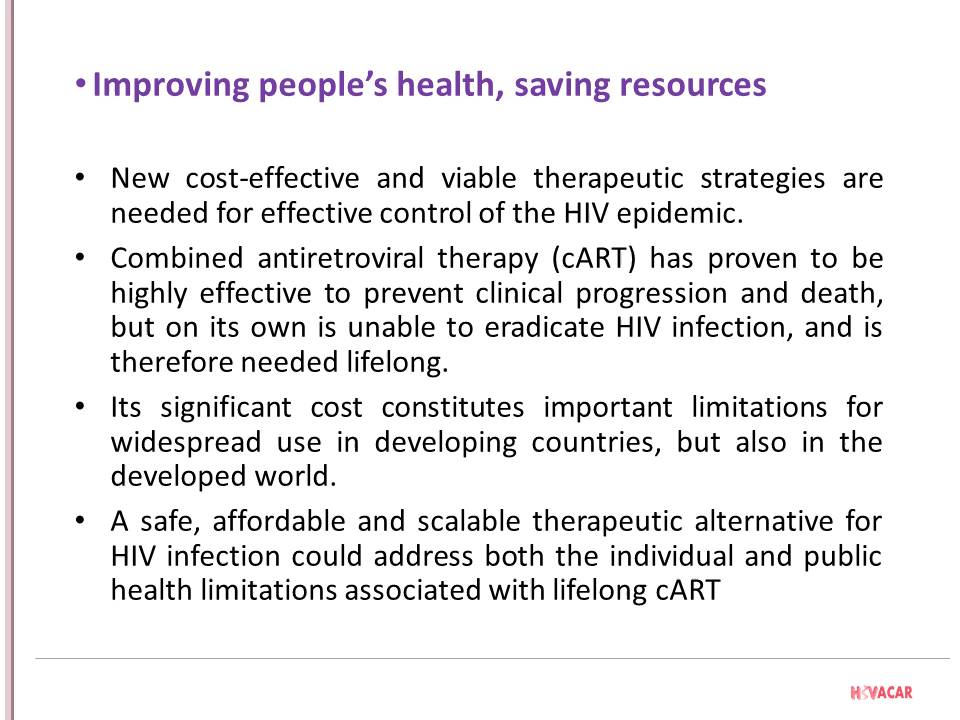 • Improving people’s health, saving resources
• New cost-effective and viable therapeutic strategies are
needed for effective control of the HIV epidemic.
• Combined antiretroviral therapy (cART) has proven to be
highly effective to prevent clinical progression and death,
but on its own is unable to eradicate HIV infection, and is
therefore needed lifelong.
• Its significant cost constitutes important limitations for
widespread use in developing countries, but also in the
developed world.
• A safe, affordable and scalable therapeutic alternative for
HIV infection could address both the individual and public
health limitations associated with lifelong cART
HIVACAR